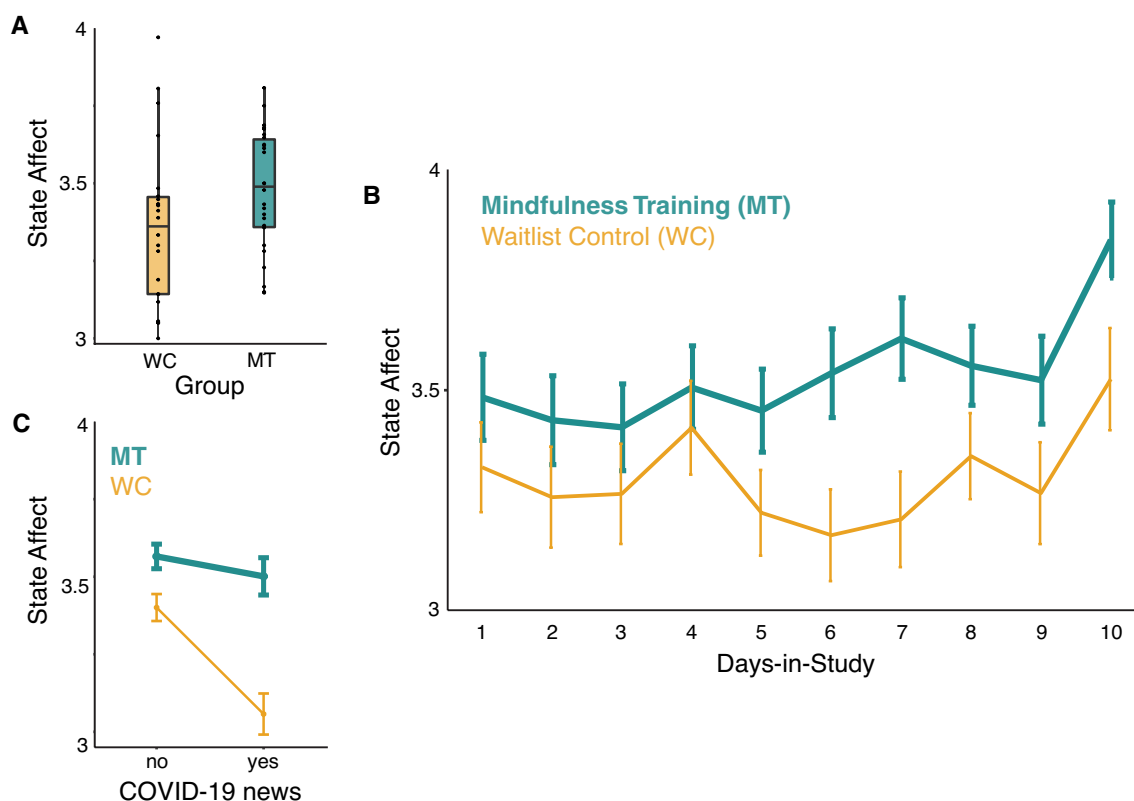 A
4
3.5
3
State Affect
WC MT
Group
B
4
3.5
3
State Affect
Mindfulness Training (MT)
Waitlist Control (WC)
1 2 3 4 5 6 7 8 9 10
Days-in-Study
C
4
3.5
3
State Affect
MT
WC
no yes
COVID-19 news